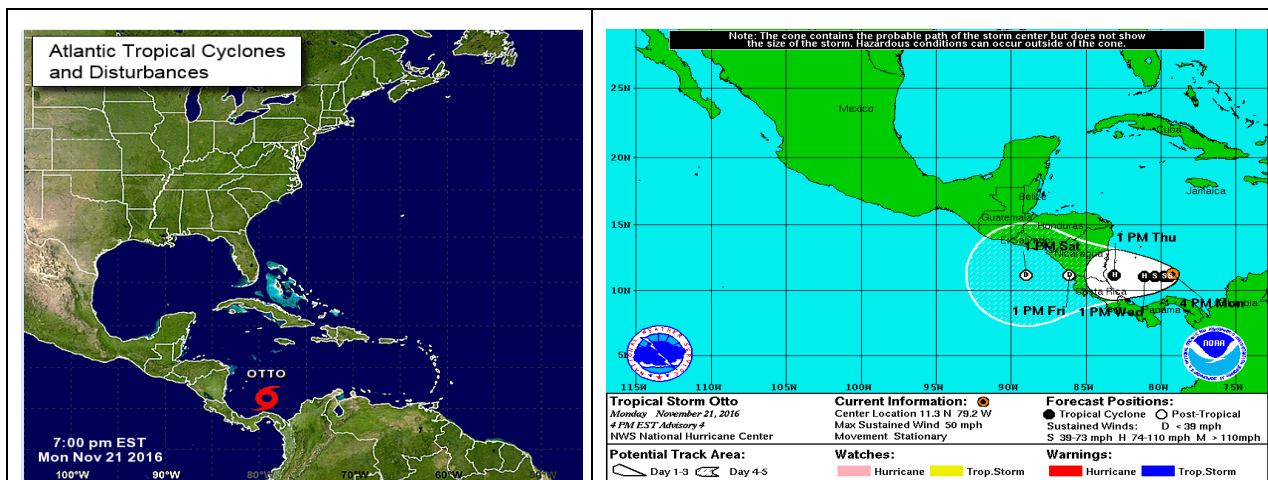 Atlantic Tropical Cyclones
and Disturbances
OTTO
7:00 pm EST
Mon Nov 21 2016
100°W
90°W
80°W
70°W
60°W
Note: The cone contains the probable path of the storm center but does not show
the size of the storm. Hazardous conditions can occur outside of the cone.
25N
Mexico
Cuba
20N
Jamaica
Belize
15N
Guatemala
Honduras
1 PM Thu
El Salvador
1 PM Sat
Nicaragua
D
D
H
H
S
S
S
Costa Rica
10N
1 PM Fri
1 PM Wed
Panama
4 PM Mon
Colombia
NATIONAL WEATHER SERVICE
NOAA
5N
115W
110W
105W
100W
95W
90W
85W
80W
75W
Tropical Storm Otto
Monday November 21, 2016
4 PM EST Advisory 4
NWS National Hurricane Center
Current Information:
Center Location 11.3 N 79.2 W
Max Sustained Wind 50 mph
Movement Stationary
Forecast Positions:
Tropical Cyclone Post-Tropical
Sustained Winds: D < 39 mph
S 39-73 mph H 74-110 mph M > 110mph
Potential Track Area:
Day 1-3 Day 4-5
Watches:
Hurricane Trop.Storm
Warnings:
Hurricane Trop.Storm